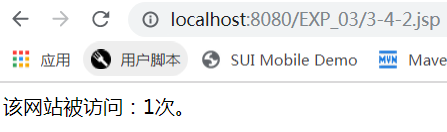 localhost:8080/EXP_03/3-4-2.jsp
应用 用户脚本 SUI Mobile Demo MVN Mave
该网站被访问：1次。